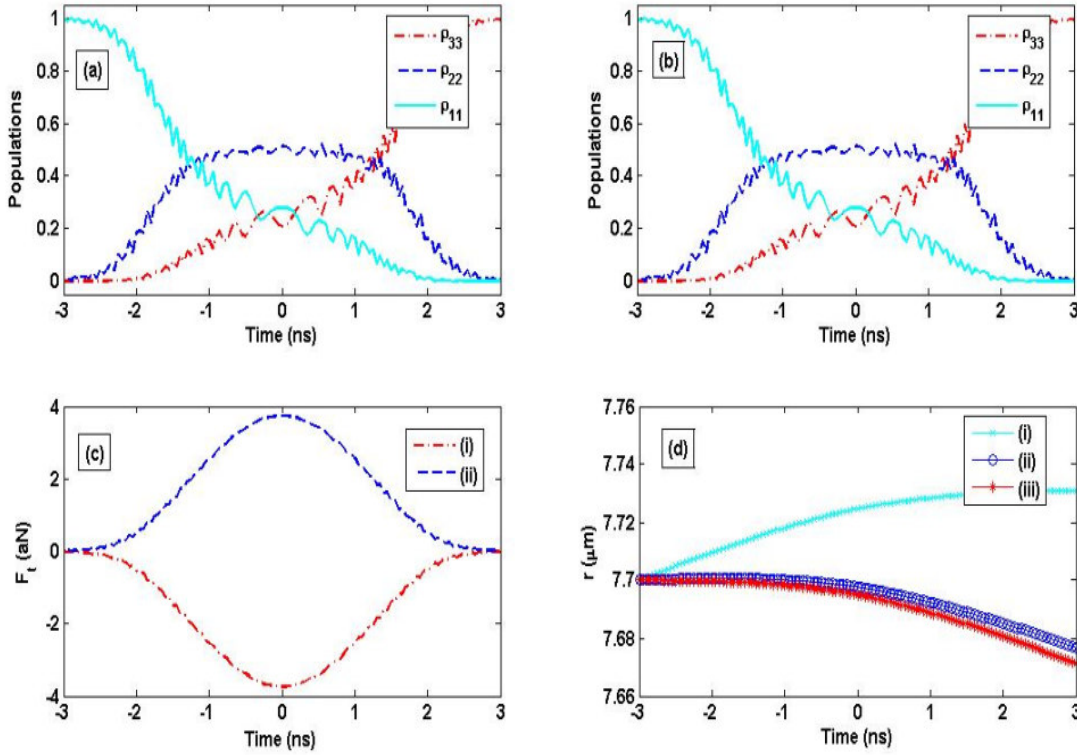 1
0.8
0.6
0.4
0.2
0
Populations
(a)
ρ33
ρ22
ρ11
-3 -2 -1 0 1 2 3
Time (ns)
1
0.8
0.6
0.4
0.2
0
Populations
(b)
ρ33
ρ22
ρ11
-3 -2 -1 0 1 2 3
Time (ns)
4
2
0
-2
-4
Ft (aN)
(c)
(i)
(ii)
-3 -2 -1 0 1 2 3
Time (ns)
7.76
7.74
7.72
7.7
7.68
7.66
r (μm)
(d)
(i)
(ii)
(iii)
-3 -2 -1 0 1 2 3
Time (ns)